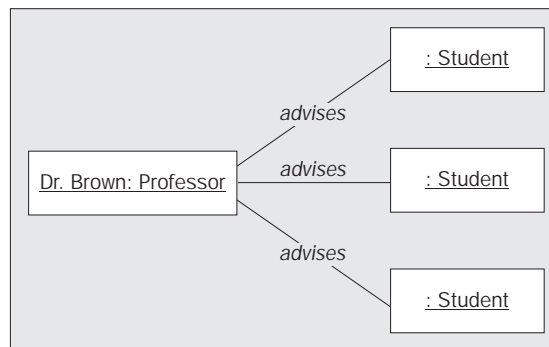 : Student
advises
Dr. Brown: Professor
advises
: Student
advises
: Student